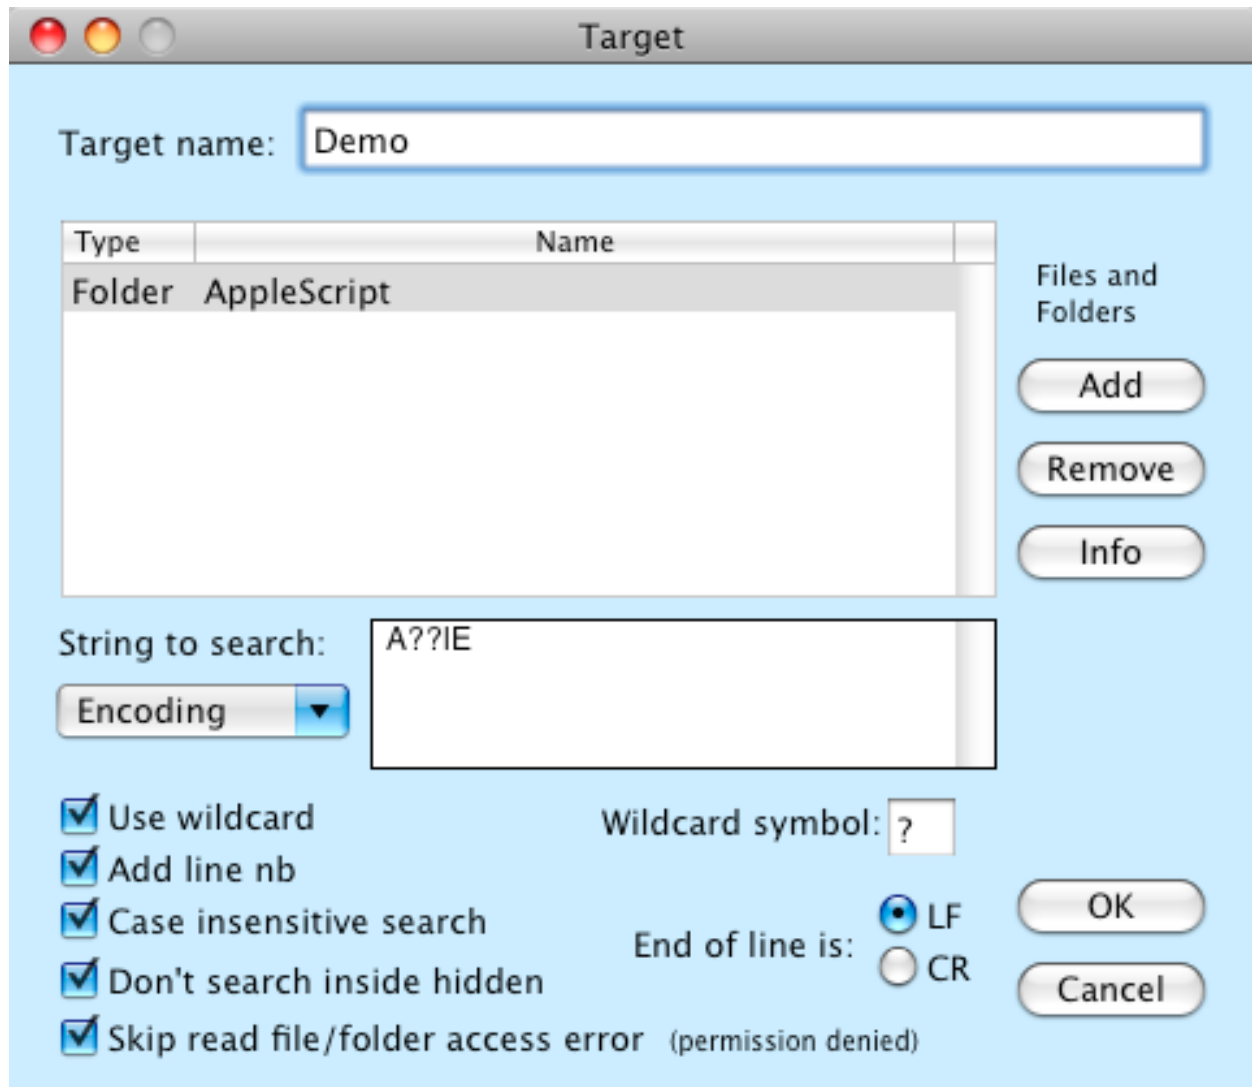 Target
Target name: Demo
Type Name
Folder AppleScript
Files and
Folders
Add
Remove
Info
String to search: A??lE
Encoding
Use wildcard
Wildcard symbol: ?
Add line nb
Case insensitive search
End of line is:
LF
CR
OK
Don't search inside hidden
Cancel
Skip read file/folder access error (permission denied)